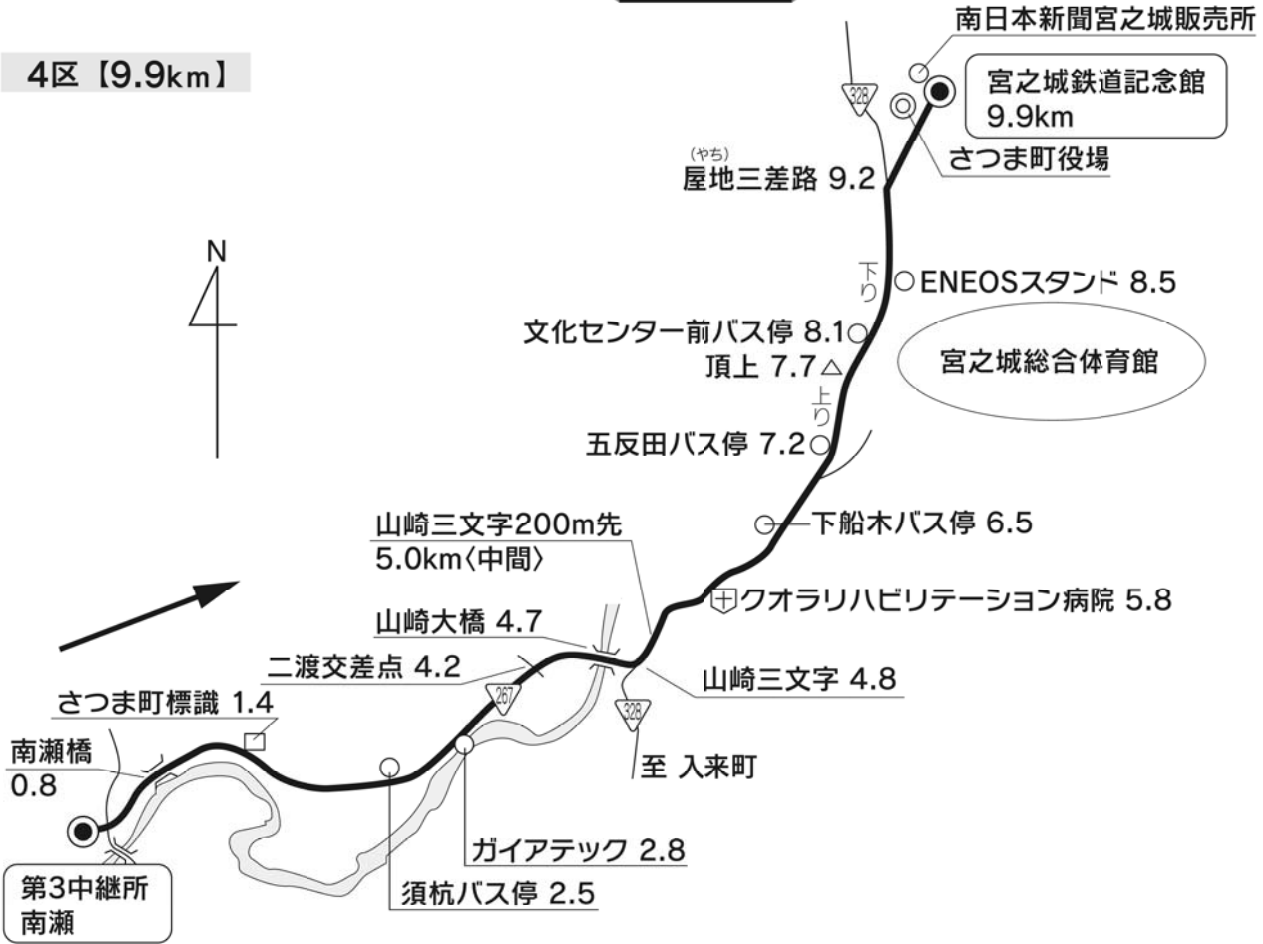 4区【9.9km】
南日本新聞宮之城販売所
328
宮之城鉄道記念館
9.9km
さつま町役場
(やち)
屋地三差路 9.2
N
下り
ENEOSスタンド 8.5
文化センター前バス停 8.1
頂上 7.7
宮之城総合体育館
上り
五反田バス停 7.2
山崎三文字200m先
5.0km〈中間〉
下船木バス停 6.5
クオラリハビリテーション病院 5.8
山崎大橋 4.7
二渡交差点 4.2
山崎三文字 4.8
267
328
さつま町標識 1.4
南瀬橋
0.8
至 入来町
ガイアテック 2.8
須杭バス停 2.5
第3中継所
南瀬